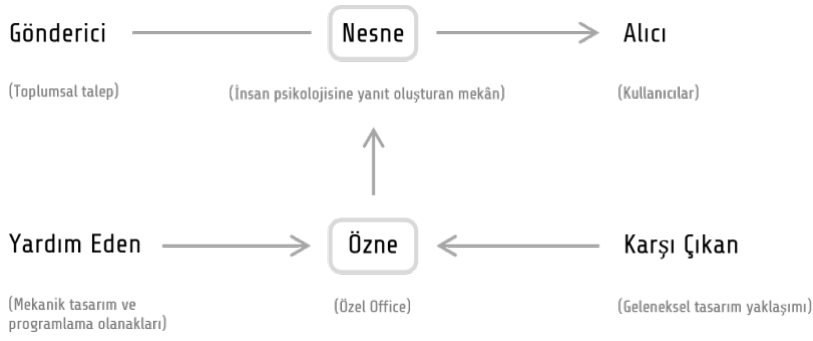 Gönderici
Nesne
Alıcı
(Toplumsal talep)
(İnsan psikolojisine yanıt oluşturan mekân)
(Kullanıcılar)
Yardım Eden
Özne
Karşı Çıkan
(Mekanik tasarım ve
programlama olanakları)
(Özel Office)
(Geleneksel tasarım yaklaşımı)